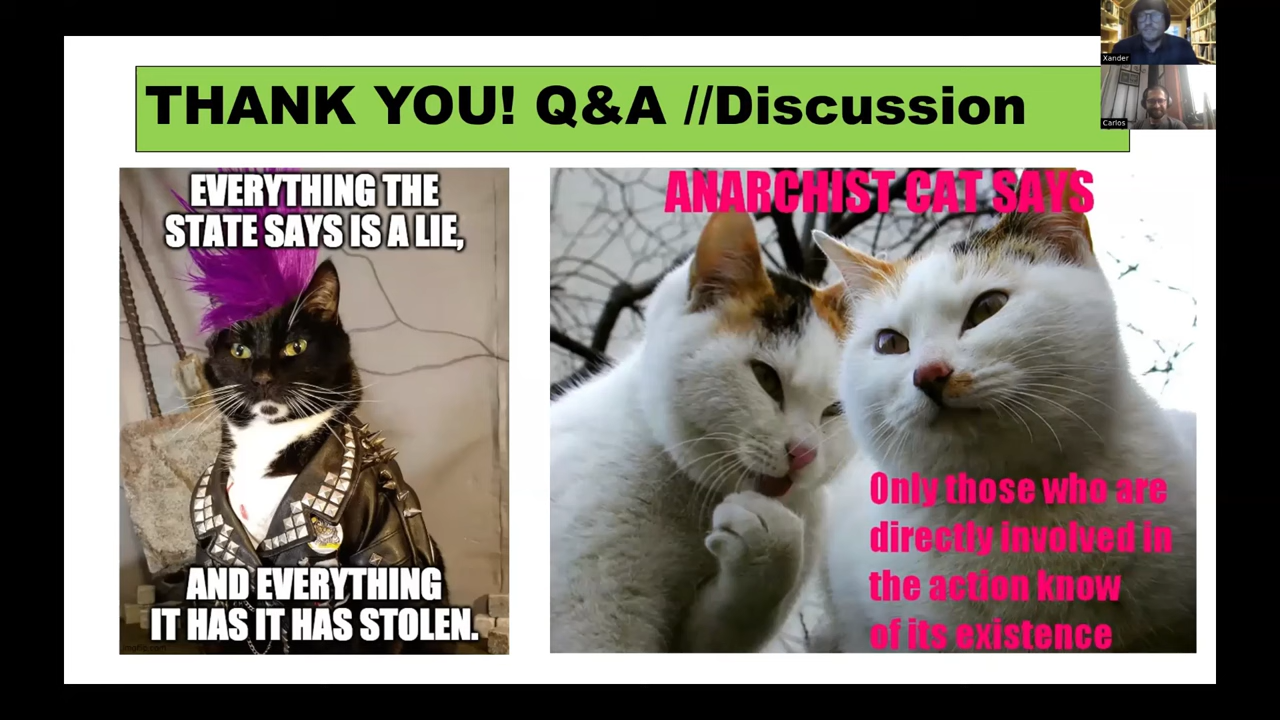 THANK YOU! Q&A //Discussion
Xander
Carlos
EVERYTHING THE
STATE SAYS IS A LIE,
AND EVERYTHING
IT HAS IT HAS STOLEN.
ANARCHIST CAT SAYS
Only those who are
directly involved in
the action know
of its existence